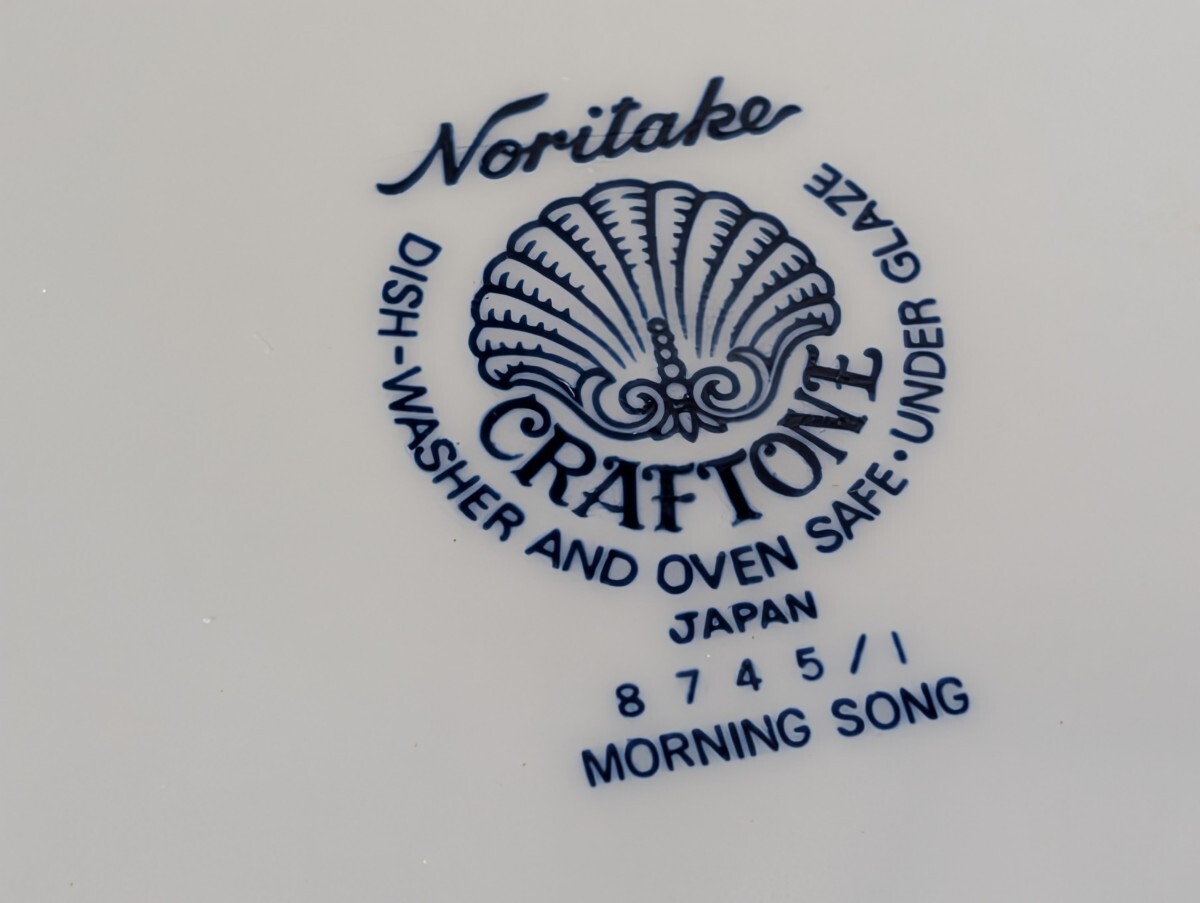 Noritake
CRAFTONE
DISH-WASHER AND OVEN SAFE·UNDER GLAZE
JAPAN
8745/1
MORNING SONG